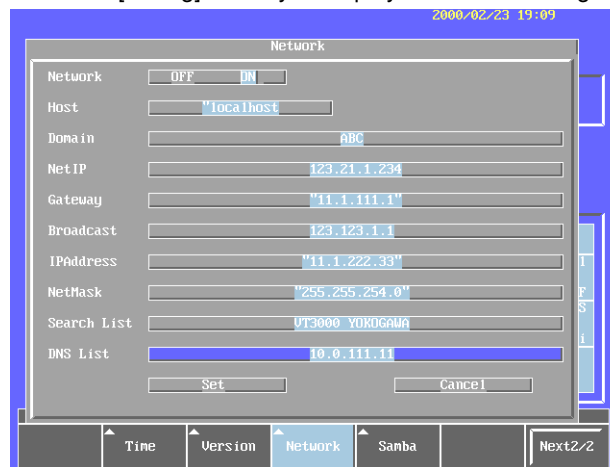 2000/02/23 19:09
Network
Network OFF ON
Host "localhost
Domain ABC
NetIP 123.21.1.234
Gateway "11.1.111.1"
Broadcast 123.123.1.1
IPAddress "11.1.222.33"
NetMask "255.255.254.0"
Search List VT3000 YOKOGAWA
DNS List 10.0.111.11
Set Cancel
Time Version Network Samba Next2/2